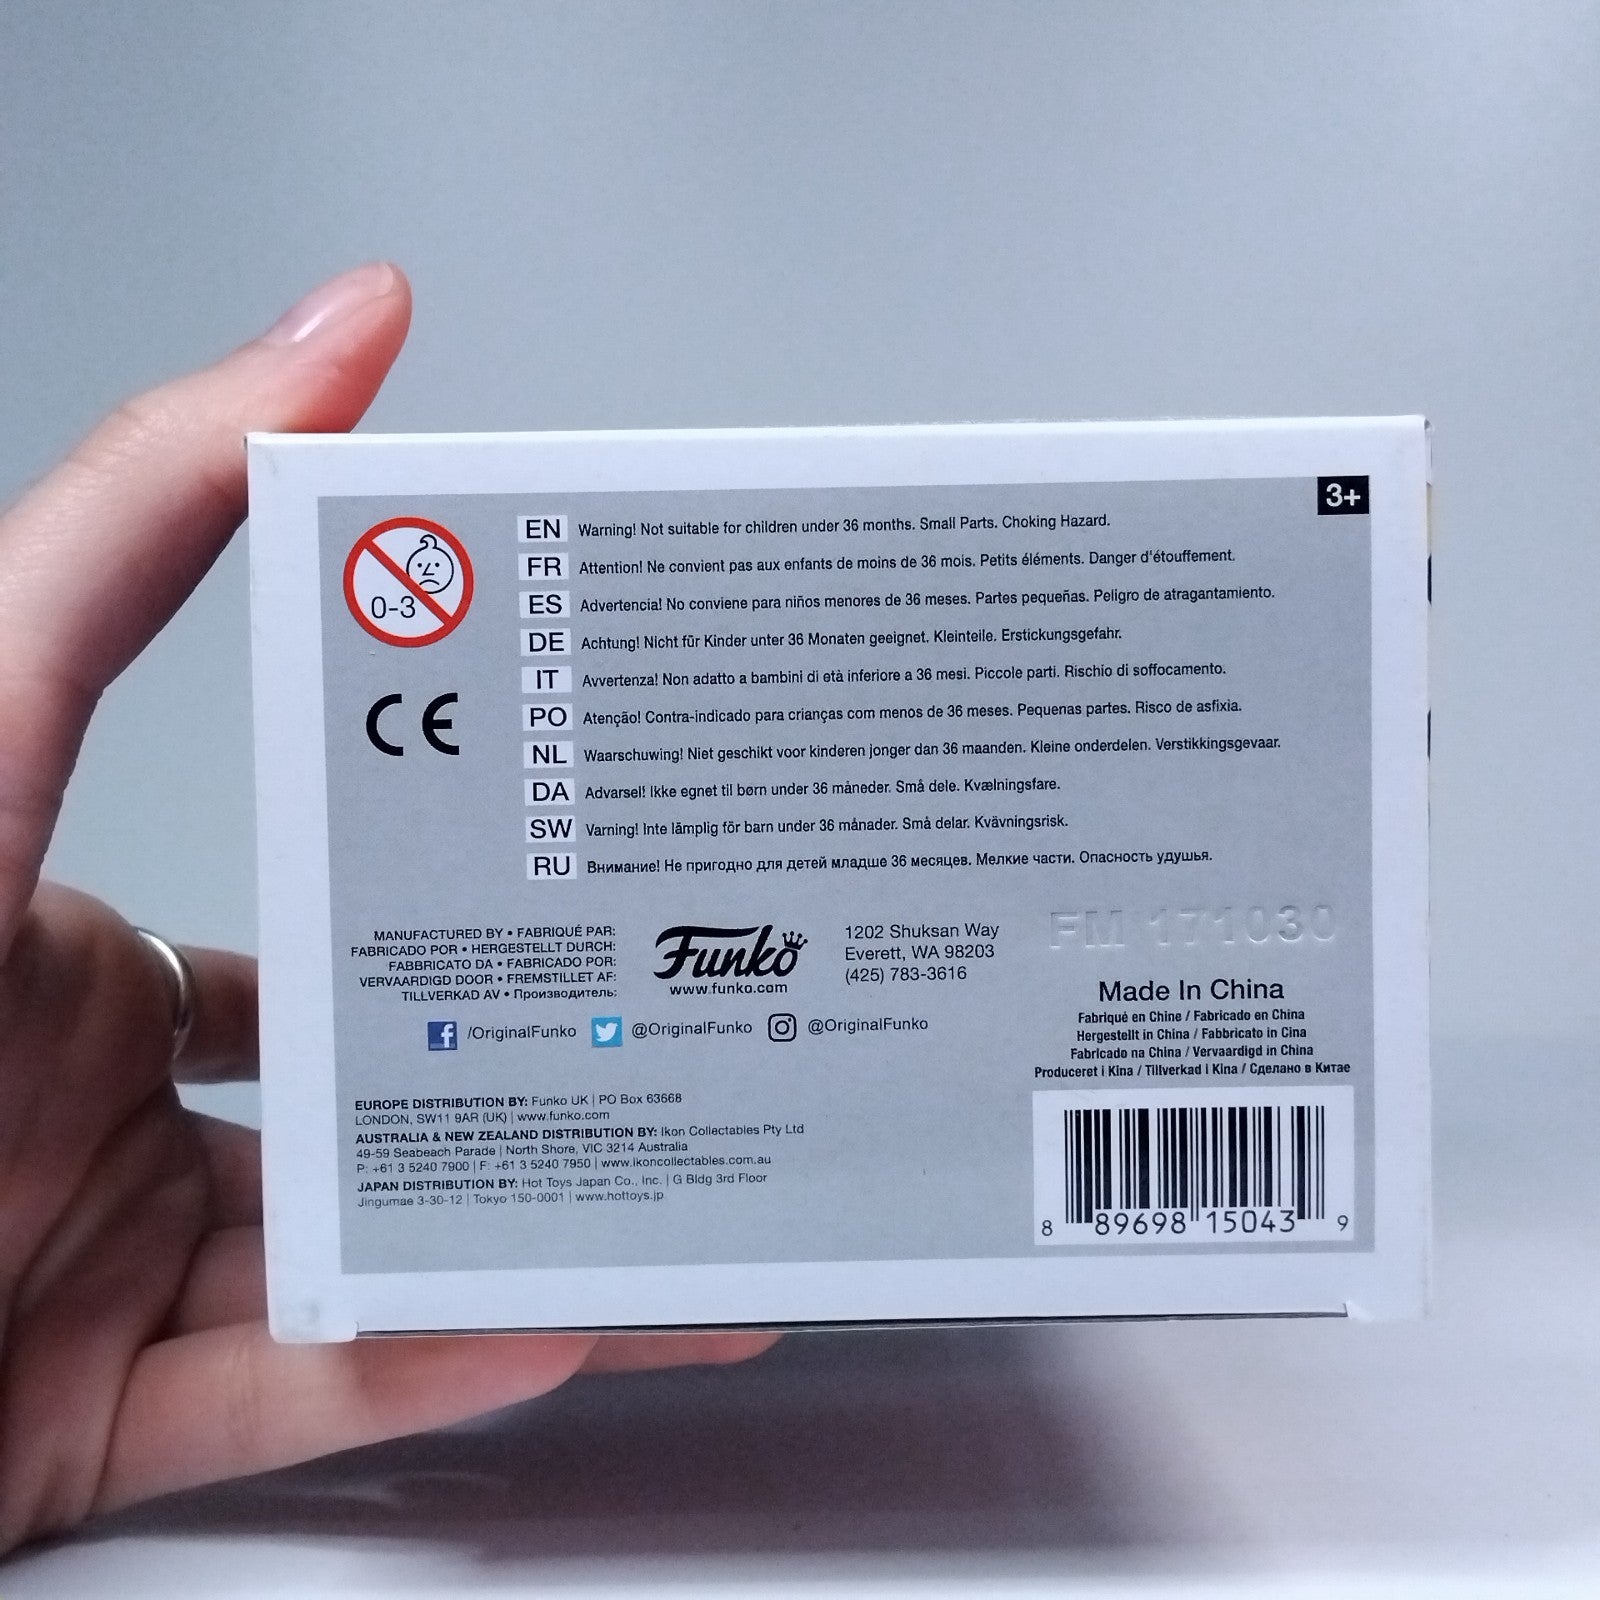 3+
0-3
CE
EN Warning! Not suitable for children under 36 months. Small Parts. Choking Hazard.
FR Attention! Ne convient pas aux enfants de moins de 36 mois. Petits éléments. Danger d'étouffement.
ES Advertencia! No conviene para niños menores de 36 meses. Partes pequeñas. Peligro de atragantamiento.
DE Achtung! Nicht für Kinder unter 36 Monaten geeignet. Kleinteile. Erstickungsgefahr.
IT Avvertenza! Non adatto a bambini di età inferiore a 36 mesi. Piccole parti. Rischio di soffocamento.
PO Atenção! Contra-indicado para crianças com menos de 36 meses. Pequenas partes. Risco de asfixia.
NL Waarschuwing! Niet geschikt voor kinderen jonger dan 36 maanden. Kleine onderdelen. Verstikkingsgevaar.
DA Advarsel! Ikke egnet til børn under 36 måneder. Små dele. Kvælningsfare.
SW Varning! Inte lämplig för barn under 36 månader. Små delar. Kvävningsrisk.
RU Внимание! Не пригодно для детей младше 36 месяцев. Мелкие части. Опасность удушья.
MANUFACTURED BY • FABRIQUÉ PAR:
FABRICADO POR • HERGESTELLT DURCH:
FABBRICATO DA • FABRICADO POR:
VERVAARDIGD DOOR • FREMSTILLET AF:
TILLVERKAD AV • Производитель:
Funko
www.funko.com
1202 Shuksan Way
Everett, WA 98203
(425) 783-3616
/OriginalFunko @OriginalFunko @OriginalFunko
FM 171030
Made In China
Fabriqué en Chine / Fabricado en China
Hergestellt in China / Fabbricato in Cina
Fabricado na China / Vervaardigd in China
Produceret i Kina / Tillverkad i Kina / Сделано в Китае
EUROPE DISTRIBUTION BY: Funko UK | PO Box 63668
LONDON, SW11 9AR (UK) | www.funko.com
AUSTRALIA & NEW ZEALAND DISTRIBUTION BY: Ikon Collectables Pty Ltd
49-59 Seabeach Parade | North Shore, VIC 3214 Australia
P: +61 3 5240 7900 | F: +61 3 5240 7950 | www.ikoncollectables.com.au
JAPAN DISTRIBUTION BY: Hot Toys Japan Co., Inc. | G Bldg 3rd Floor
Jingumae 3-30-12 | Tokyo 150-0001 | www.hottoys.jp
8 89698 15043 9